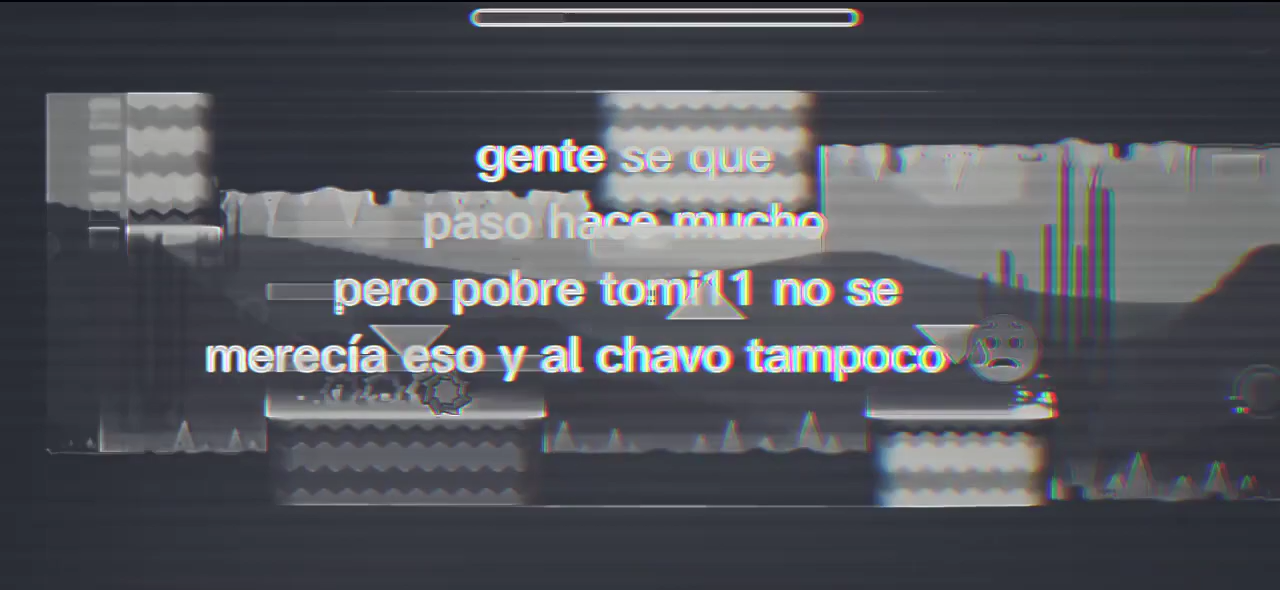 gente se que
paso hace mucho
pero pobre tomi11 no se
merecía eso y al chavo tampoco😢